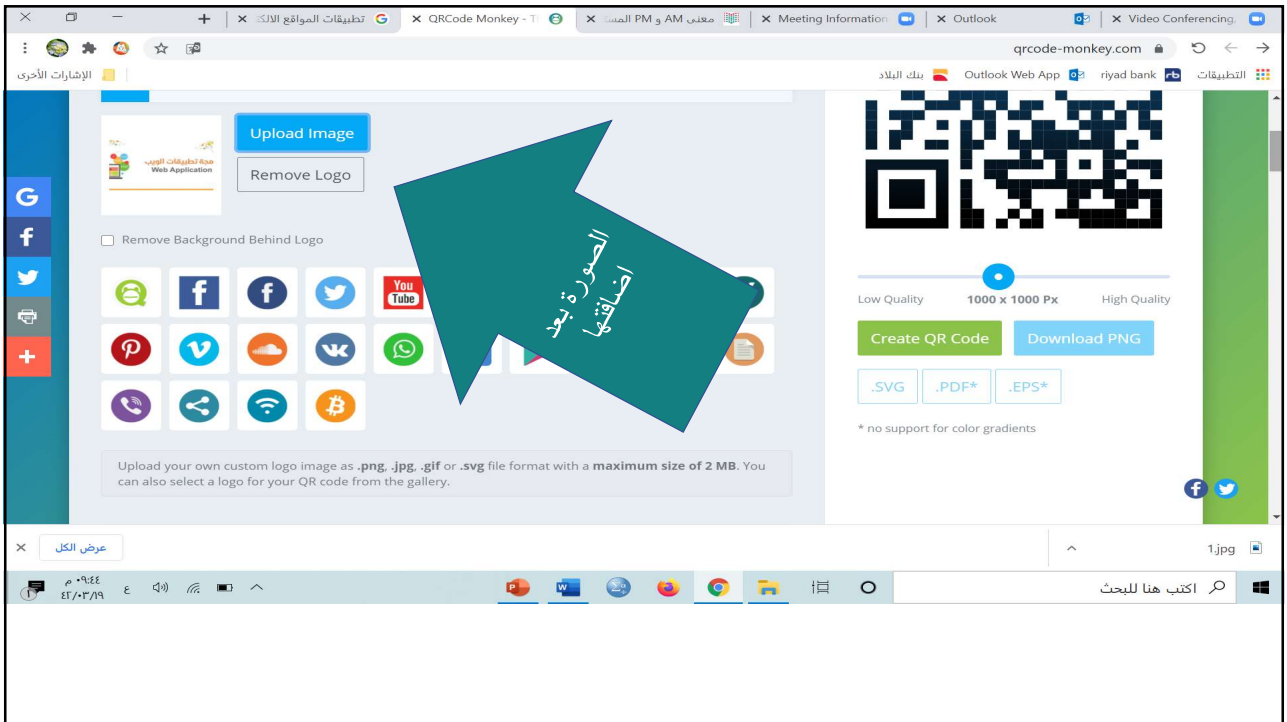 تطبيقات المواقع الالك
QRCode Monkey - T
معنى AM و PM المسا
Meeting Information
Outlook
Video Conferencing,
qrcode-monkey.com
التطبيقات
riyad bank
Outlook Web App
بنك البلاد
الإشارات الأخرى
Upload Image
Remove Logo
Web Application
Remove Background Behind Logo
You
Tube
الصورة بعد
اضافتها
Upload your own custom logo image as .png, .jpg, .gif or .svg file format with a maximum size of 2 MB. You
can also select a logo for your QR code from the gallery.
Low Quality
1000 x 1000 Px
High Quality
Create QR Code
Download PNG
.SVG
.PDF*
.EPS*
* no support for color gradients
عرض الكل
1.jpg
اكتب هنا للبحث
ع
٠٩:٤٤ م
٤٢/٠٣/١٩